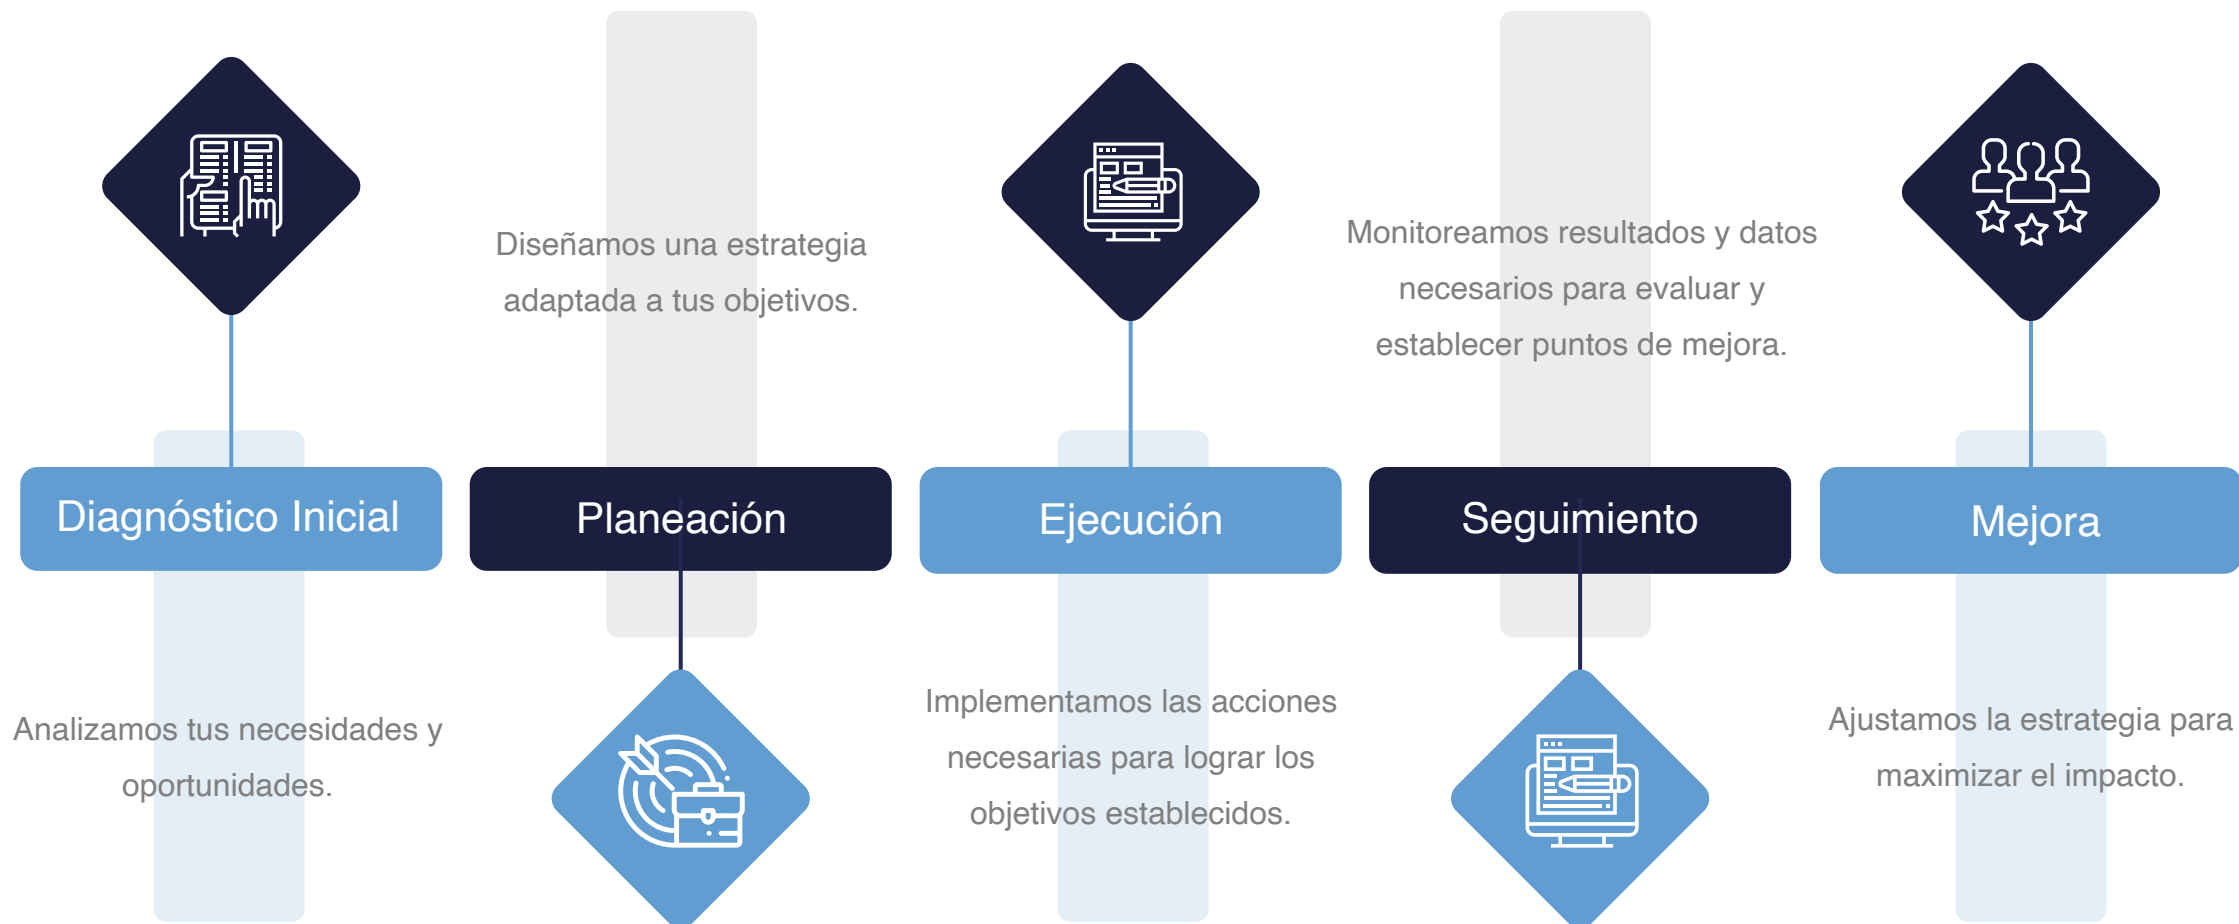 Diagnóstico Inicial
Analizamos tus necesidades y
oportunidades.
Diseñamos una estrategia
adaptada a tus objetivos.
Planeación
Ejecución
Implementamos las acciones
necesarias para lograr los
objetivos establecidos.
Monitoreamos resultados y datos
necesarios para evaluar y
establecer puntos de mejora.
Seguimiento
Mejora
Ajustamos la estrategia para
maximizar el impacto.